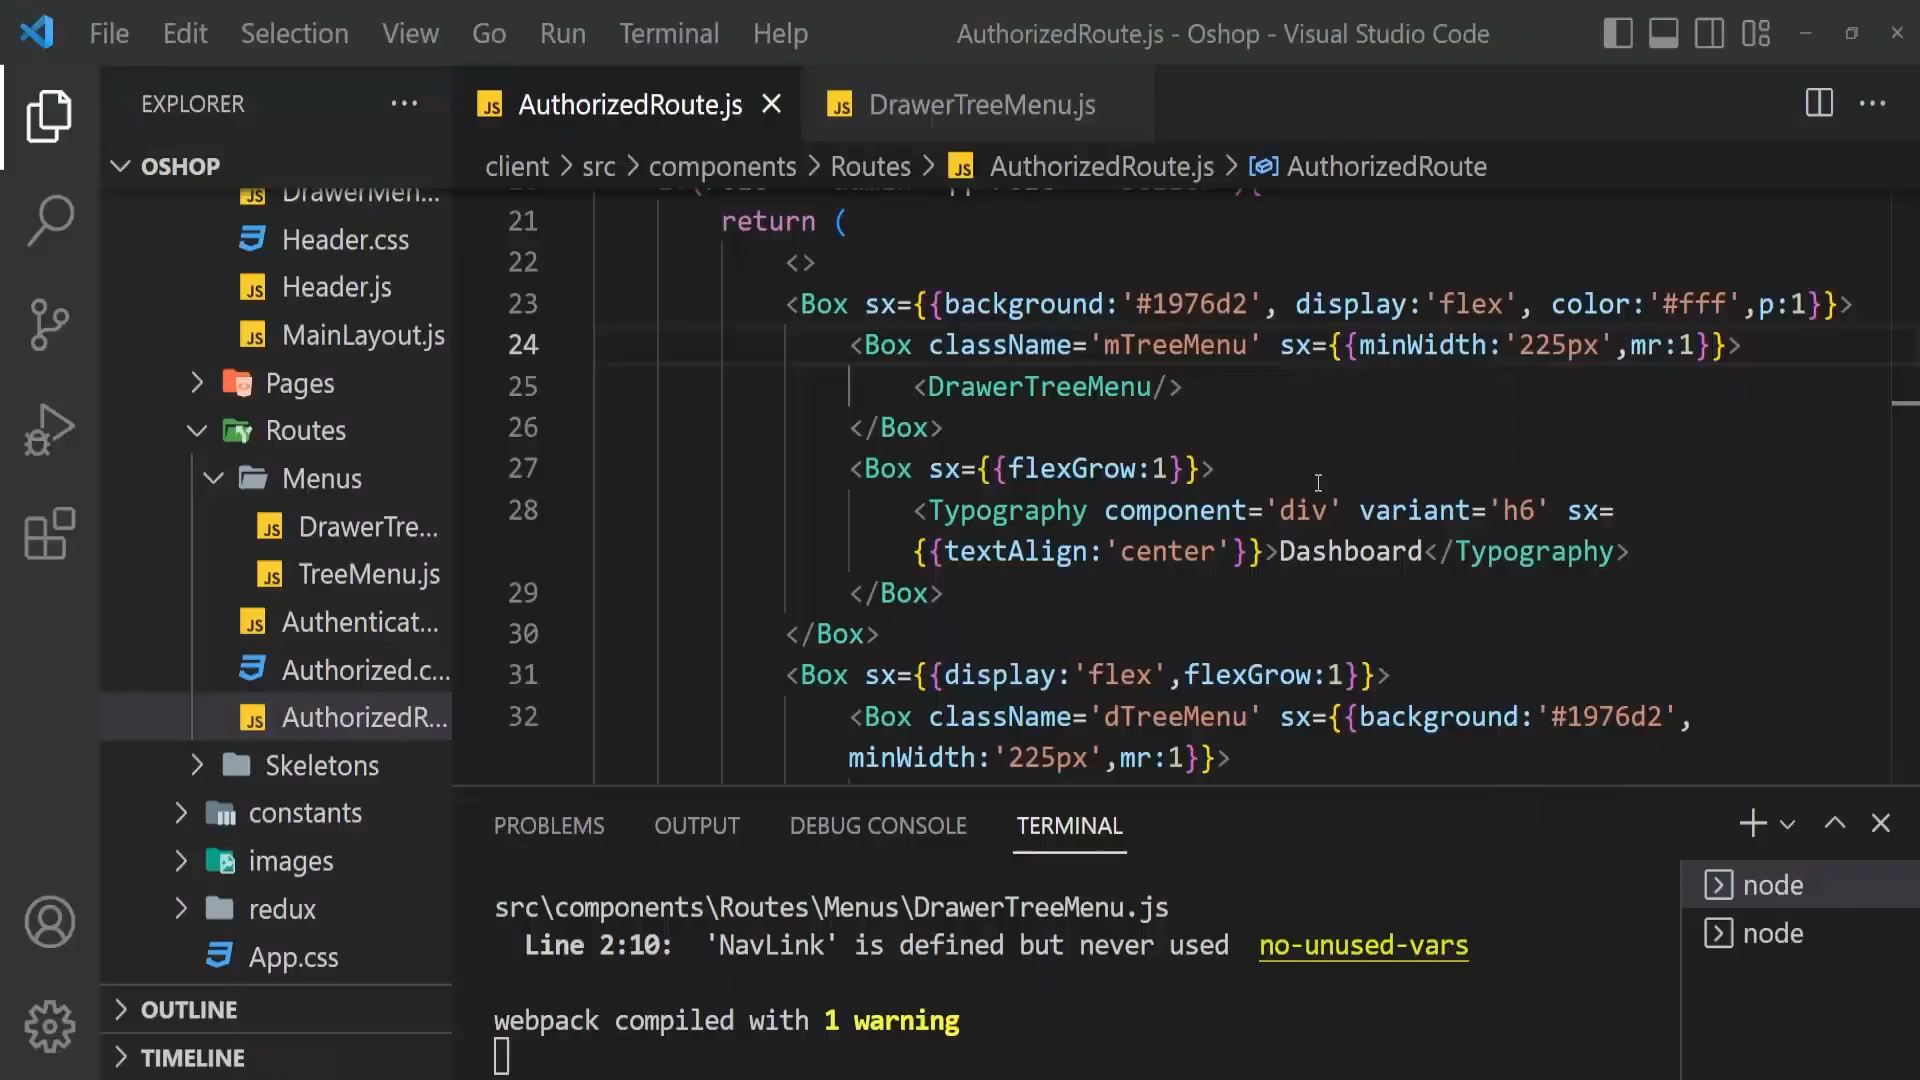 File Edit Selection View Go Run Terminal Help AuthorizedRoute.js - Oshop - Visual Studio Code
EXPLORER
OSHOP
DrawerMen...
Header.css
Header.js
MainLayout.js
Pages
Routes
Menus
DrawerTre...
TreeMenu.js
Authenticat...
Authorized.c...
AuthorizedR...
Skeletons
constants
images
redux
App.css
OUTLINE
TIMELINE
AuthorizedRoute.js DrawerTreeMenu.js
client > src > components > Routes > AuthorizedRoute.js > AuthorizedRoute
21 return (
22 <>
23 <Box sx={{background:'#1976d2', display:'flex', color:'#fff',p:1}}>
24 <Box className='mTreeMenu' sx={{minWidth:'225px',mr:1}}>
25 <DrawerTreeMenu/>
26 </Box>
27 <Box sx={{flexGrow:1}}>
28 <Typography component='div' variant='h6' sx=
{{textAlign:'center'}}>Dashboard</Typography>
29 </Box>
30 </Box>
31 <Box sx={{display:'flex',flexGrow:1}}>
32 <Box className='dTreeMenu' sx={{background:'#1976d2',
minWidth:'225px',mr:1}}>
PROBLEMS OUTPUT DEBUG CONSOLE TERMINAL
src\components\Routes\Menus\DrawerTreeMenu.js
Line 2:10: 'NavLink' is defined but never used no-unused-vars
webpack compiled with 1 warning
node
node